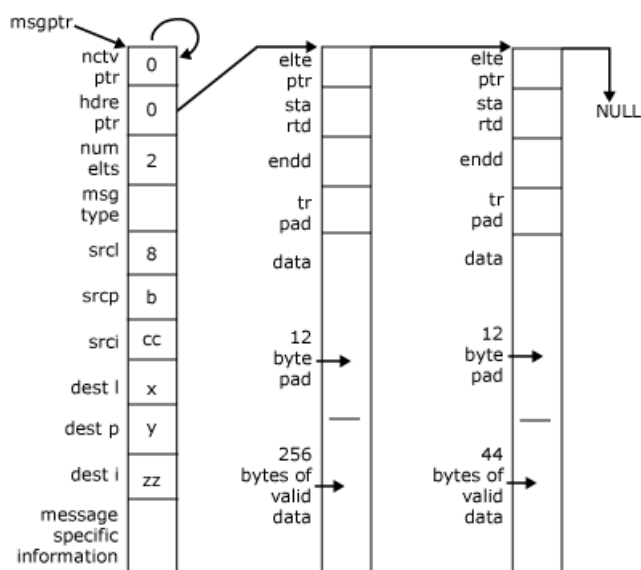 msgptr
nctv
ptr
0
hdre
ptr
0
num
elts
2
msg
type
srcl
8
srcp
b
srci
cc
dest l
x
dest p
y
dest i
zz
message
specific
information
elte
ptr
sta
rtd
endd
tr
pad
data
12
byte
pad
256
bytes of
valid
data
elte
ptr
sta
rtd
endd
tr
pad
data
12
byte
pad
44
bytes of
valid
data
NULL